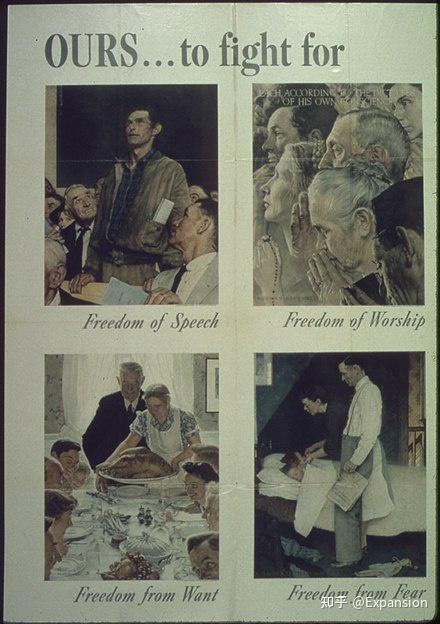 OURS...to fight for
EACH ACCORDING TO THE DICTATES
OF HIS OWN CONSCIENCE
Freedom of Speech
Freedom of Worship
Freedom from Want
Freedom from Fear
知乎 @Expansion